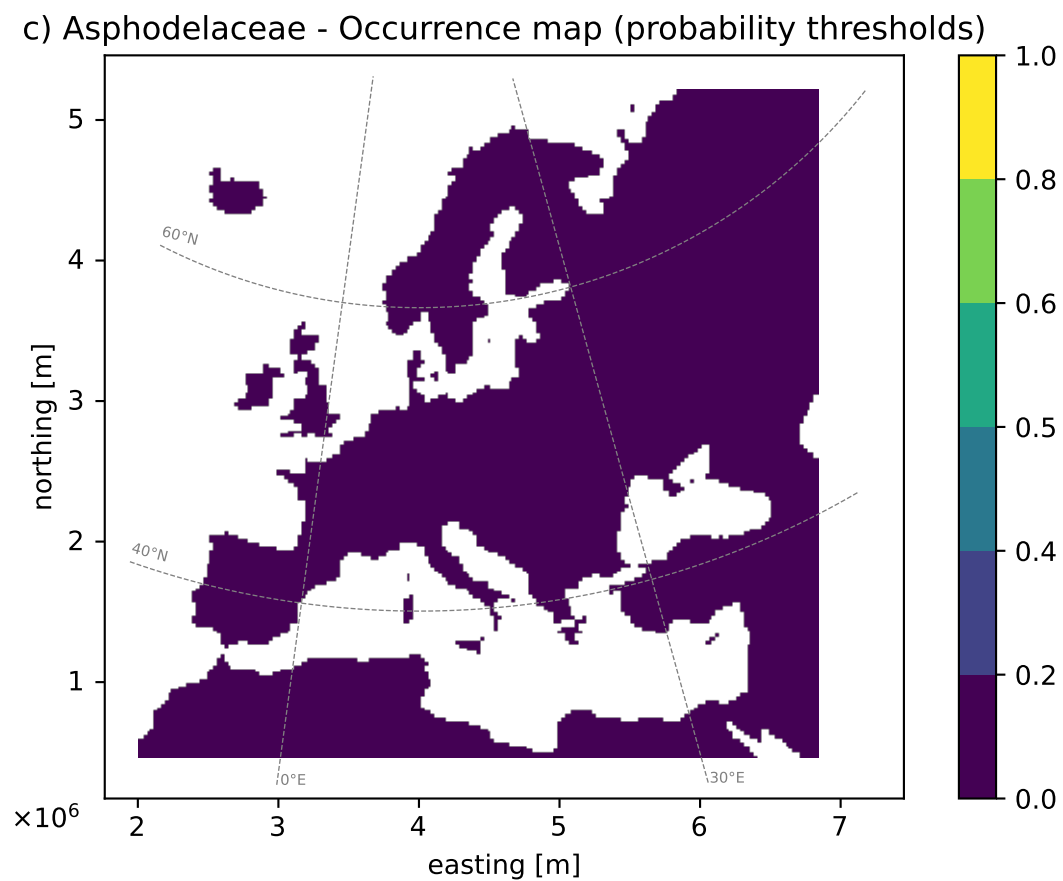 c) Asphodelaceae - Occurrence map (probability thresholds)
northing [m]
5
4
3
2
1
60°N
40°N
0°E
30°E
×10⁶
2
3
4
5
6
7
easting [m]
1.0
0.8
0.6
0.5
0.4
0.2
0.0